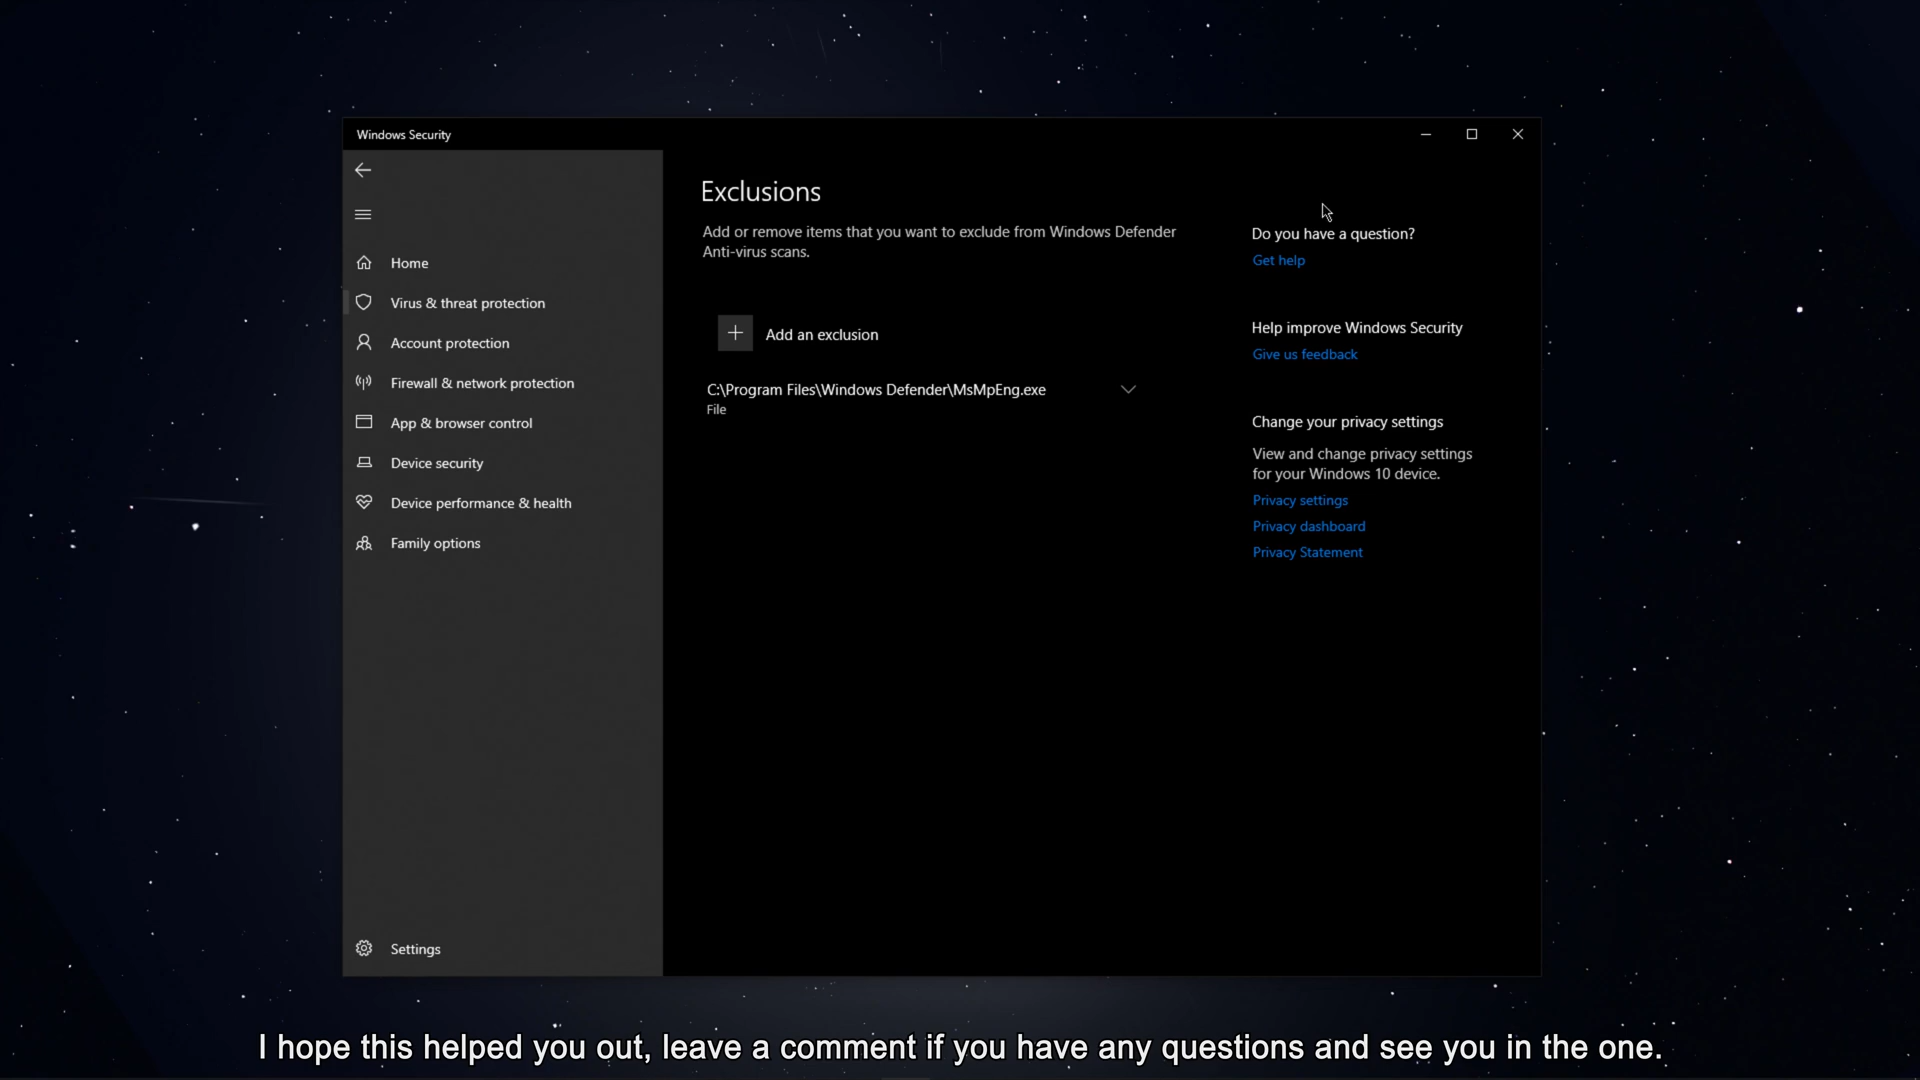 Windows Security
Home
Virus & threat protection
Account protection
Firewall & network protection
App & browser control
Device security
Device performance & health
Family options
Settings
Exclusions
Add or remove items that you want to exclude from Windows Defender
Anti-virus scans.
Add an exclusion
C:\Program Files\Windows Defender\MsMpEng.exe
File
Do you have a question?
Get help
Help improve Windows Security
Give us feedback
Change your privacy settings
View and change privacy settings
for your Windows 10 device.
Privacy settings
Privacy dashboard
Privacy Statement
I hope this helped you out, leave a comment if you have any questions and see you in the one.